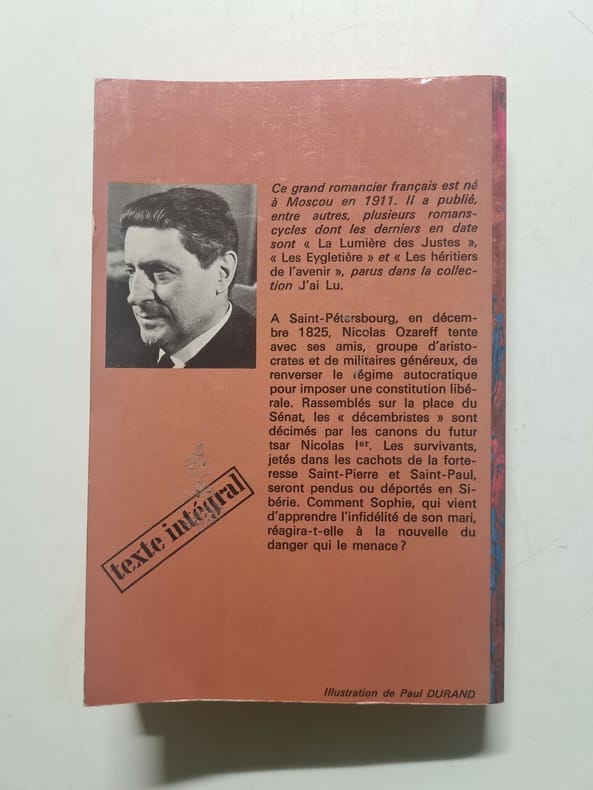 Ce grand romancier français est né
à Moscou en 1911. Il a publié,
entre autres, plusieurs romans-
cycles dont les derniers en date
sont « La Lumière des Justes »,
« Les Eygletière » et « Les héritiers
de l'avenir », parus dans la collec-
tion J'ai Lu.
A Saint-Pétersbourg, en décem-
bre 1825, Nicolas Ozareff tente
avec ses amis, groupe d'aristo-
crates et de militaires généreux, de
renverser le régime autocratique
pour imposer une constitution libé-
rale. Rassemblés sur la place du
Sénat, les « décembristes » sont
décimés par les canons du futur
tsar Nicolas Ier. Les survivants,
jetés dans les cachots de la forte-
resse Saint-Pierre et Saint-Paul,
seront pendus ou déportés en Si-
bérie. Comment Sophie, qui vient
d'apprendre l'infidélité de son mari,
réagira-t-elle à la nouvelle du
danger qui le menace ?
texte intégral
Illustration de Paul DURAND